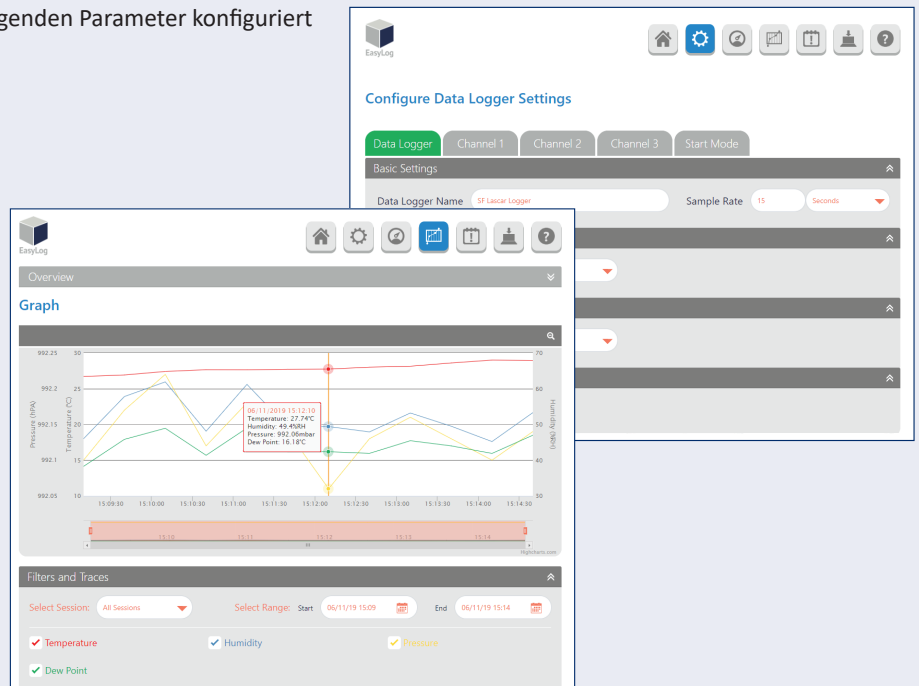 genden Parameter konfiguriert
EasyLog
Configure Data Logger Settings
Data Logger Channel 1 Channel 2 Channel 3 Start Mode
Basic Settings
Data Logger Name SF Lascar Logger Sample Rate 15 Seconds
EasyLog
Overview
Graph
992.25 30 70
992.2 25 60
992.15 20 50
992.1 15 40
992.05 10 30
Pressure (hPA)
Temperature (°C)
Humidity (%RH)
06/11/2019 15:12:10
Temperature: 27.74°C
Humidity: 49.4%RH
Pressure: 992.06mbar
Dew Point: 16.18°C
15:09:30 15:10:00 15:10:30 15:11:00 15:11:30 15:12:00 15:12:30 15:13:00 15:13:30 15:14:00 15:14:30
15:10 15:11 15:12 15:13 15:14
Highcharts.com
Filters and Traces
Select Session: All Sessions Select Range: Start 06/11/19 15:09 End 06/11/19 15:14
Temperature Humidity Pressure
Dew Point